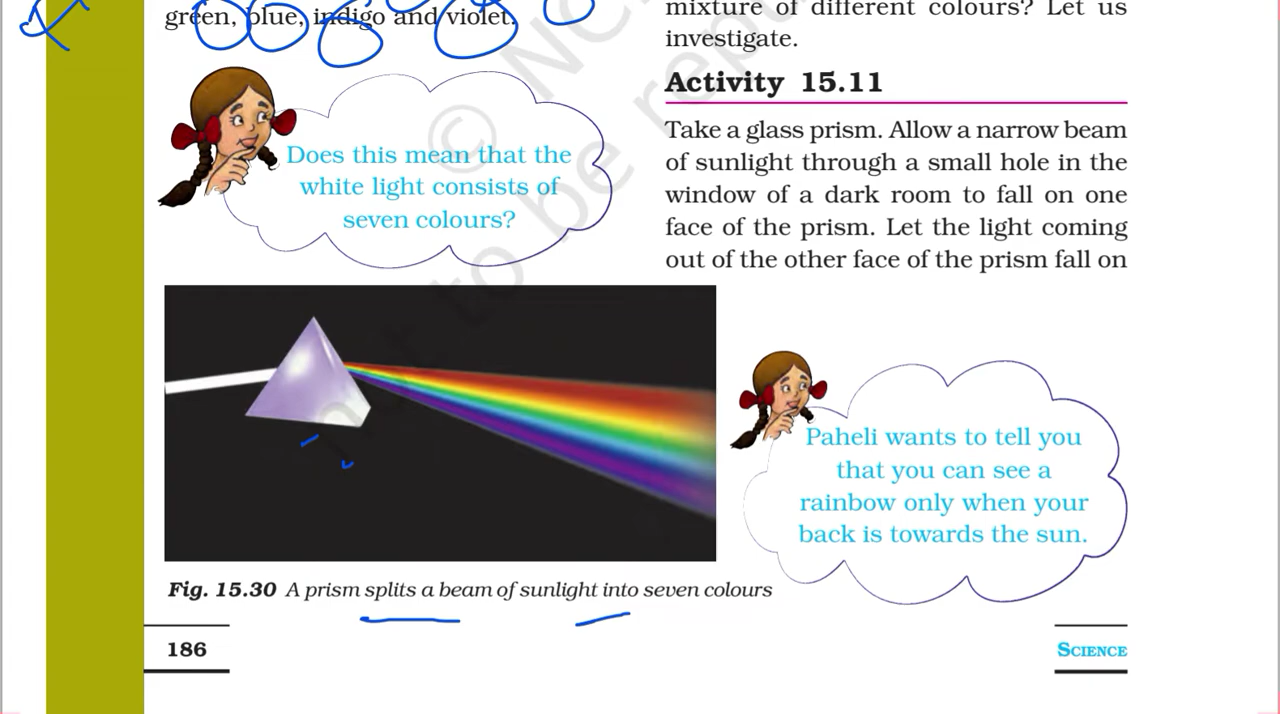 green, blue, indigo and violet.
Does this mean that the
white light consists of
seven colours?
mixture of different colours? Let us
investigate.
Activity 15.11
Take a glass prism. Allow a narrow beam
of sunlight through a small hole in the
window of a dark room to fall on one
face of the prism. Let the light coming
out of the other face of the prism fall on
Paheli wants to tell you
that you can see a
rainbow only when your
back is towards the sun.
Fig. 15.30 A prism splits a beam of sunlight into seven colours
186
SCIENCE